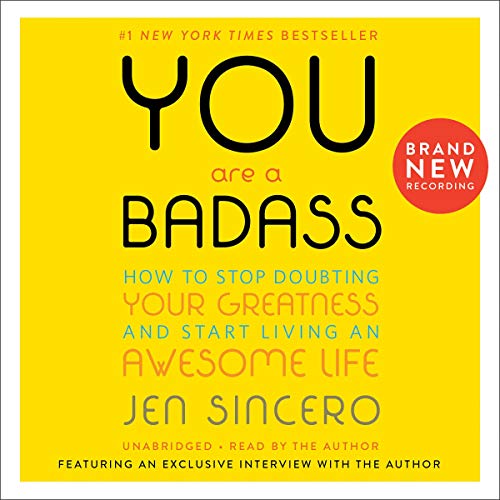 #1 NEW YORK TIMES BESTSELLER
YOU
are a
BADASS
BRAND
NEW
RECORDING
HOW TO STOP DOUBTING
YOUR GREATNESS
AND START LIVING AN
AWESOME LIFE
JEN SINCERO
UNABRIDGED • READ BY THE AUTHOR
FEATURING AN EXCLUSIVE INTERVIEW WITH THE AUTHOR